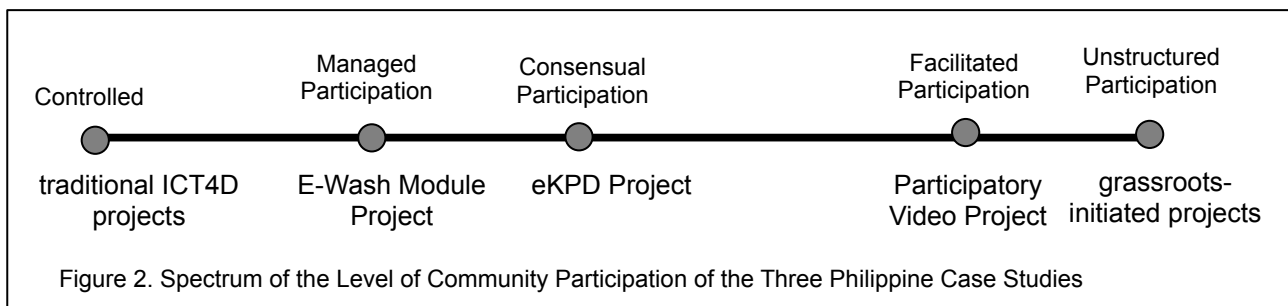 Controlled
Managed
Participation
Consensual
Participation
Facilitated
Participation
Unstructured
Participation
traditional ICT4D
projects
E-Wash Module
Project
eKPD Project
Participatory
Video Project
grassroots-
initiated projects
Figure 2. Spectrum of the Level of Community Participation of the Three Philippine Case Studies